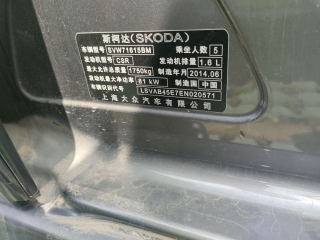 斯柯达(SKODA)
车辆型号 SVW71615BM 乘坐人数 5
发动机型号 CSR 发动机排量 1.6 L
最大允许总质量 1750kg 制造年月 2014.06
发动机最大净功率 81 kW 制造国 中国
车辆识别代号 LSVAB45E7EN020571
上海大众汽车有限公司